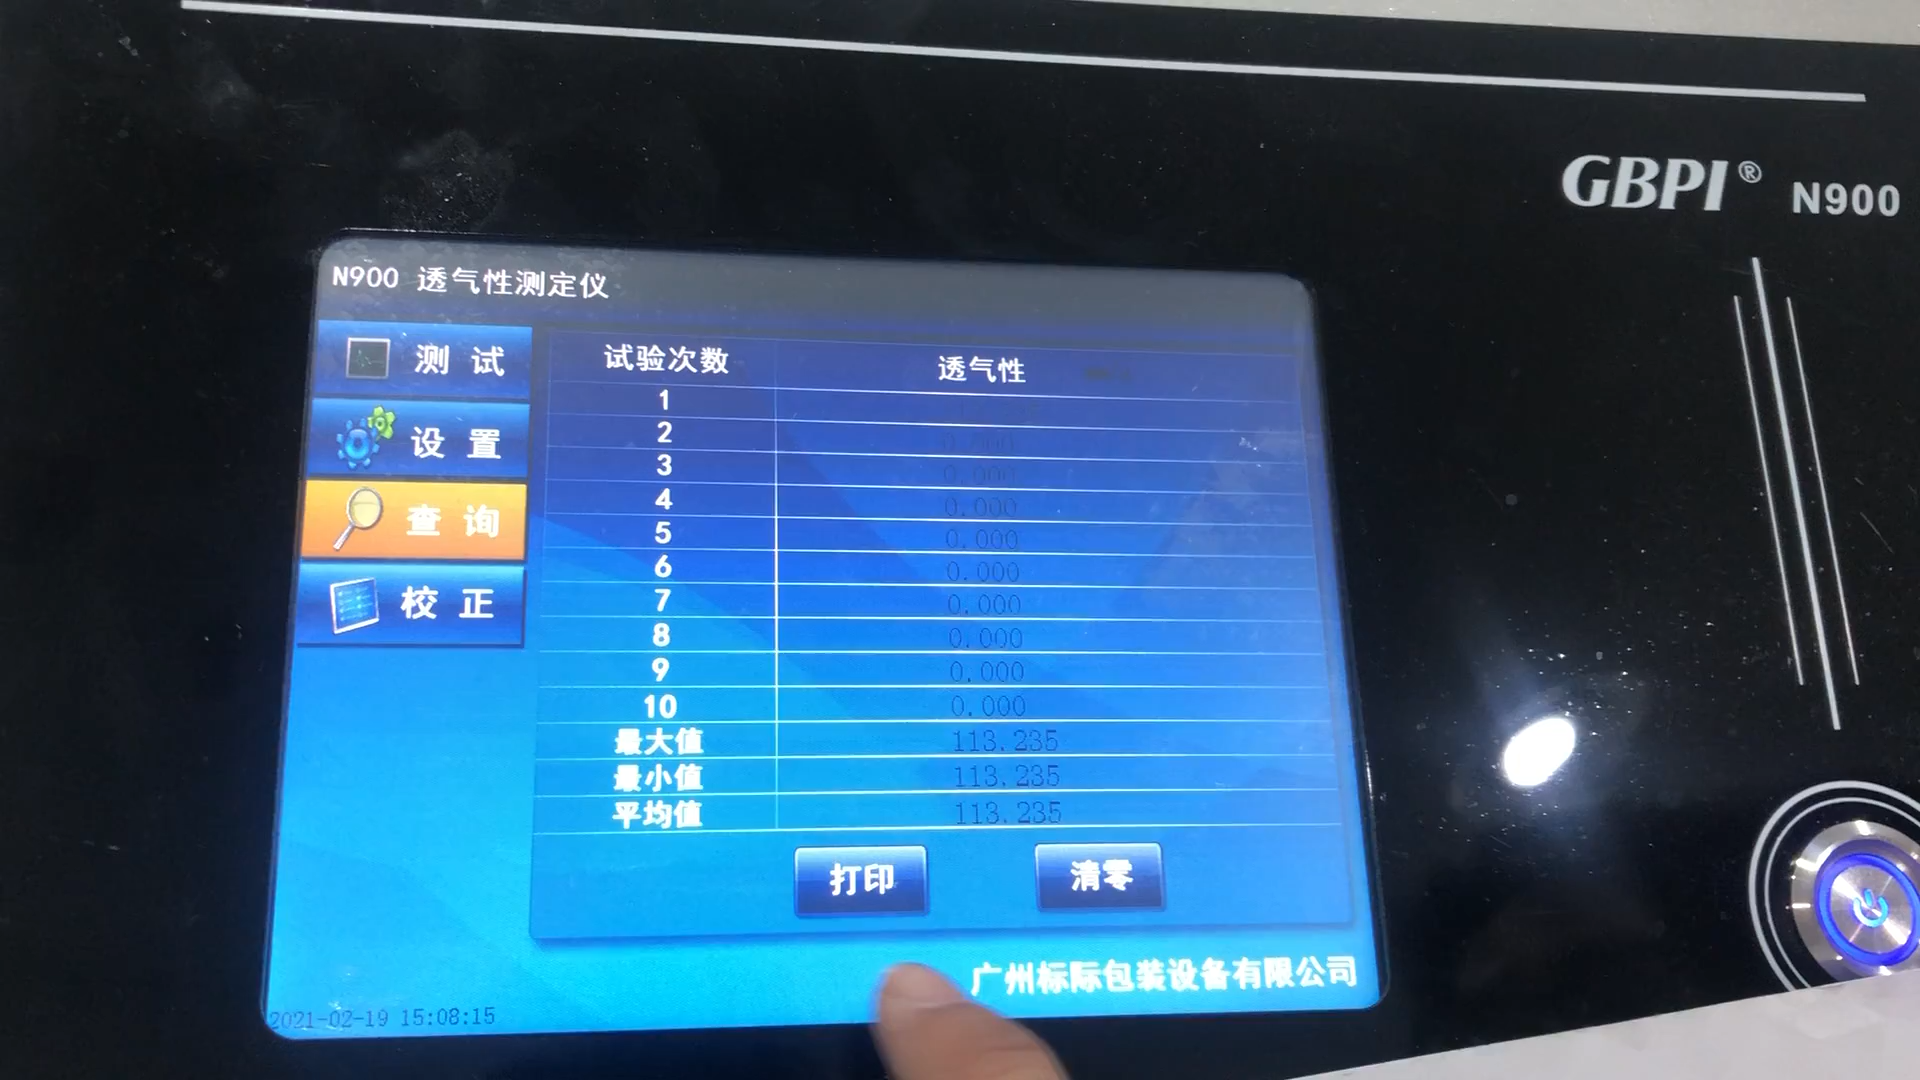 GBPI® N900
N900 透气性测定仪
测 试
设 置
查 询
校 正
试验次数 透气性
1
2 0.000
3 0.000
4 0.000
5 0.000
6 0.000
7 0.000
8 0.000
9 0.000
10 0.000
最大值 113.235
最小值 113.235
平均值 113.235
打印 清零
广州标际包装设备有限公司
2021-02-19 15:08:15